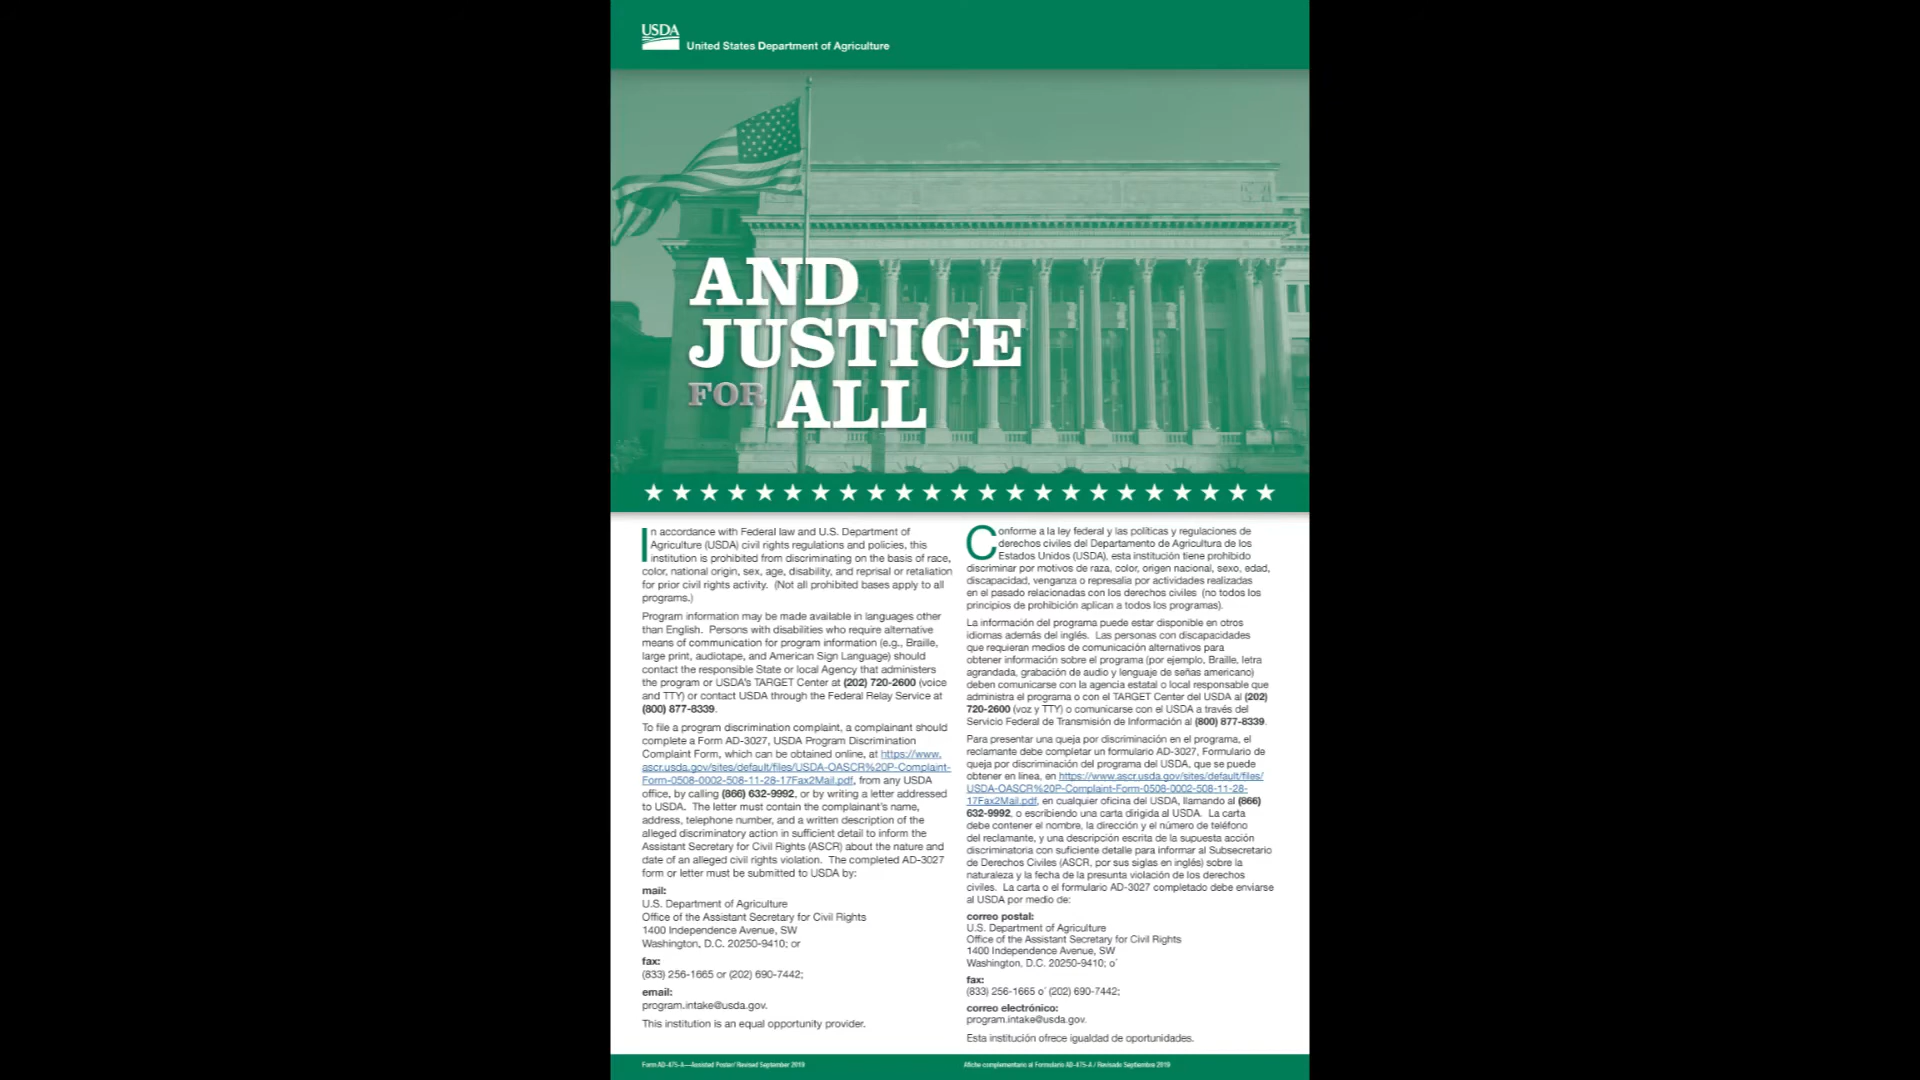 USDA
United States Department of Agriculture
AND
JUSTICE
FOR ALL
In accordance with Federal law and U.S. Department of
Agriculture (USDA) civil rights regulations and policies, this
institution is prohibited from discriminating on the basis of race,
color, national origin, sex, age, disability, and reprisal or retaliation
for prior civil rights activity. (Not all prohibited bases apply to all
programs.)
Program information may be made available in languages other
than English. Persons with disabilities who require alternative
means of communication for program information (e.g., Braille,
large print, audiotape, and American Sign Language) should
contact the responsible State or local Agency that administers
the program or USDA's TARGET Center at (202) 720-2600 (voice
and TTY) or contact USDA through the Federal Relay Service at
(800) 877-8339.
To file a program discrimination complaint, a complainant should
complete a Form AD-3027, USDA Program Discrimination
Complaint Form, which can be obtained online, at https://www.
ascr.usda.gov/sites/default/files/USDA-OASCR%20P-Complaint-
Form-0508-0002-508-11-28-17Fax2Mail.pdf, from any USDA
office, by calling (866) 632-9992, or by writing a letter addressed
to USDA. The letter must contain the complainant's name,
address, telephone number, and a written description of the
alleged discriminatory action in sufficient detail to inform the
Assistant Secretary for Civil Rights (ASCR) about the nature and
date of an alleged civil rights violation. The completed AD-3027
form or letter must be submitted to USDA by:
mail:
U.S. Department of Agriculture
Office of the Assistant Secretary for Civil Rights
1400 Independence Avenue, SW
Washington, D.C. 20250-9410; or
fax:
(833) 256-1665 or (202) 690-7442;
email:
program.intake@usda.gov.
This institution is an equal opportunity provider.
Conforme a la ley federal y las políticas y regulaciones de
derechos civiles del Departamento de Agricultura de los
Estados Unidos (USDA), esta institución tiene prohibido
discriminar por motivos de raza, color, origen nacional, sexo, edad,
discapacidad, venganza o represalia por actividades realizadas
en el pasado relacionadas con los derechos civiles (no todos los
principios de prohibición aplican a todos los programas).
La información del programa puede estar disponible en otros
idiomas además del inglés. Las personas con discapacidades
que requieran medios de comunicación alternativos para
obtener información sobre el programa (por ejemplo, Braille, letra
agrandada, grabación de audio y lenguaje de señas americano)
deben comunicarse con la agencia estatal o local responsable que
administra el programa o con el TARGET Center del USDA al (202)
720-2600 (voz y TTY) o comunicarse con el USDA a través del
Servicio Federal de Transmisión de Información al (800) 877-8339.
Para presentar una queja por discriminación en el programa, el
reclamante debe completar un formulario AD-3027, Formulario de
queja por discriminación del programa del USDA, que se puede
obtener en línea, en https://www.ascr.usda.gov/sites/default/files/
USDA-OASCR%20P-Complaint-Form-0508-0002-508-11-28-
17Fax2Mail.pdf, en cualquier oficina del USDA, llamando al (866)
632-9992, o escribiendo una carta dirigida al USDA. La carta
debe contener el nombre, la dirección y el número de teléfono
del reclamante, y una descripción escrita de la supuesta acción
discriminatoria con suficiente detalle para informar al Subsecretario
de Derechos Civiles (ASCR, por sus siglas en inglés) sobre la
naturaleza y la fecha de la presunta violación de los derechos
civiles. La carta o el formulario AD-3027 completado debe enviarse
al USDA por medio de:
correo postal:
U.S. Department of Agriculture
Office of the Assistant Secretary for Civil Rights
1400 Independence Avenue, SW
Washington, D.C. 20250-9410; o´
fax:
(833) 256-1665 o´ (202) 690-7442;
correo electrónico:
program.intake@usda.gov.
Esta institución ofrece igualdad de oportunidades.
Form AD-475-A—Assisted Poster/ Revised September 2019
Afiche complementario al Formulario AD-475-A / Revisado Septiembre 2019